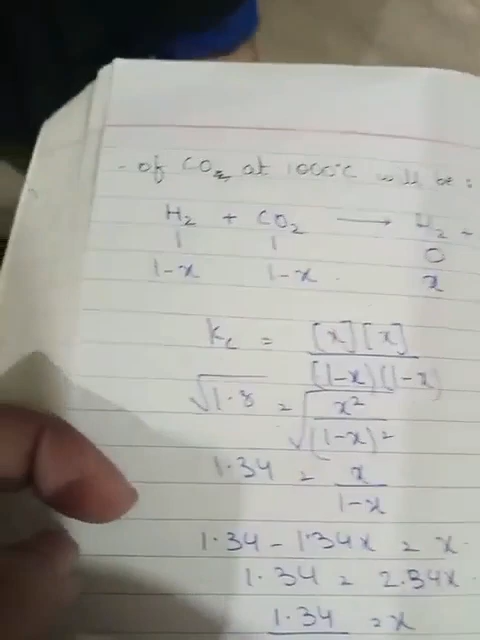 - of CO2 at 1000°C will be:
H2 + CO2 ⟶ H2 +
1 1 0
1-x 1-x x
Kc = [x][x]
[1-x)(1-x)
√1.8 = √x²
(1-x)²
1.34 = x
1-x
1.34 - 1.34x = x
1.34 = 2.34x
1.34 = x